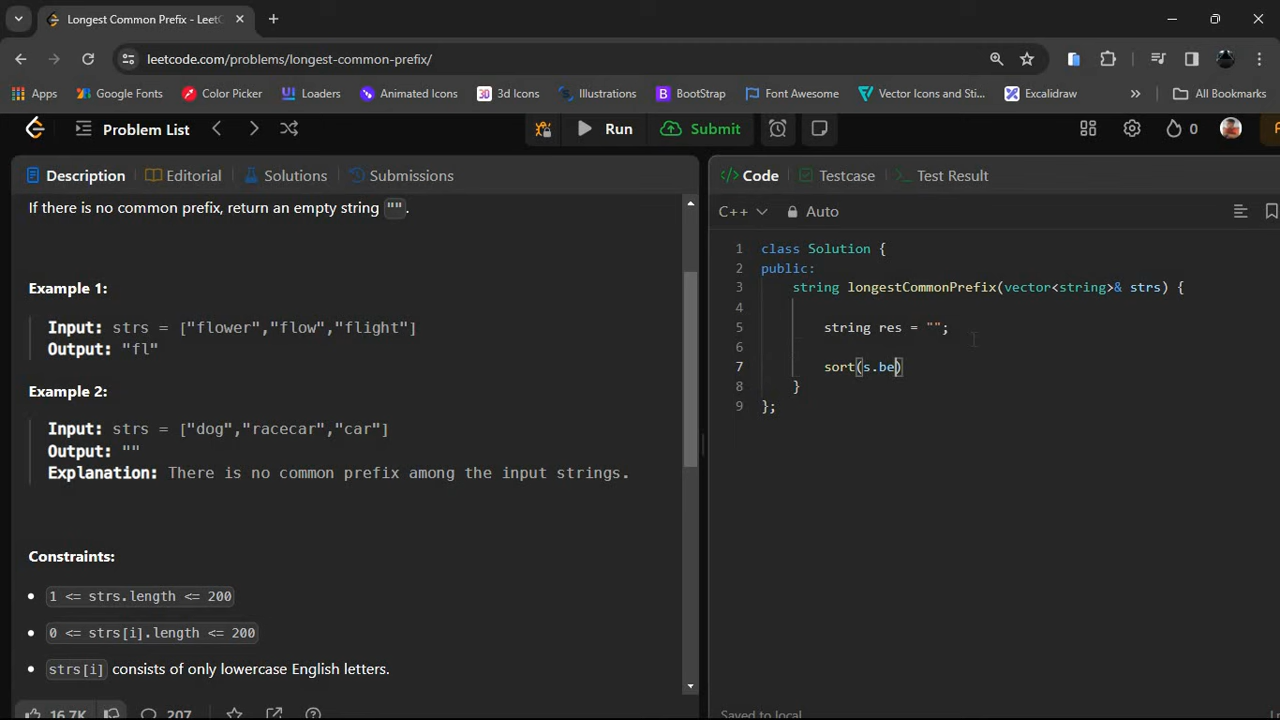 Longest Common Prefix - LeetC
leetcode.com/problems/longest-common-prefix/
Apps Google Fonts Color Picker Loaders Animated Icons 3d Icons Illustrations BootStrap Font Awesome Vector Icons and Sti... Excalidraw » All Bookmarks
Problem List Run Submit 0
Description Editorial Solutions Submissions
If there is no common prefix, return an empty string "".
Example 1:
Input: strs = ["flower","flow","flight"]
Output: "fl"
Example 2:
Input: strs = ["dog","racecar","car"]
Output: ""
Explanation: There is no common prefix among the input strings.
Constraints:
1 <= strs.length <= 200
0 <= strs[i].length <= 200
strs[i] consists of only lowercase English letters.
16.7K 207
</> Code Testcase >_ Test Result
C++ Auto
1 class Solution {
2 public:
3 string longestCommonPrefix(vector<string>& strs) {
4
5 string res = "";
6
7 sort(s.be)
8 }
9 };
Saved to local